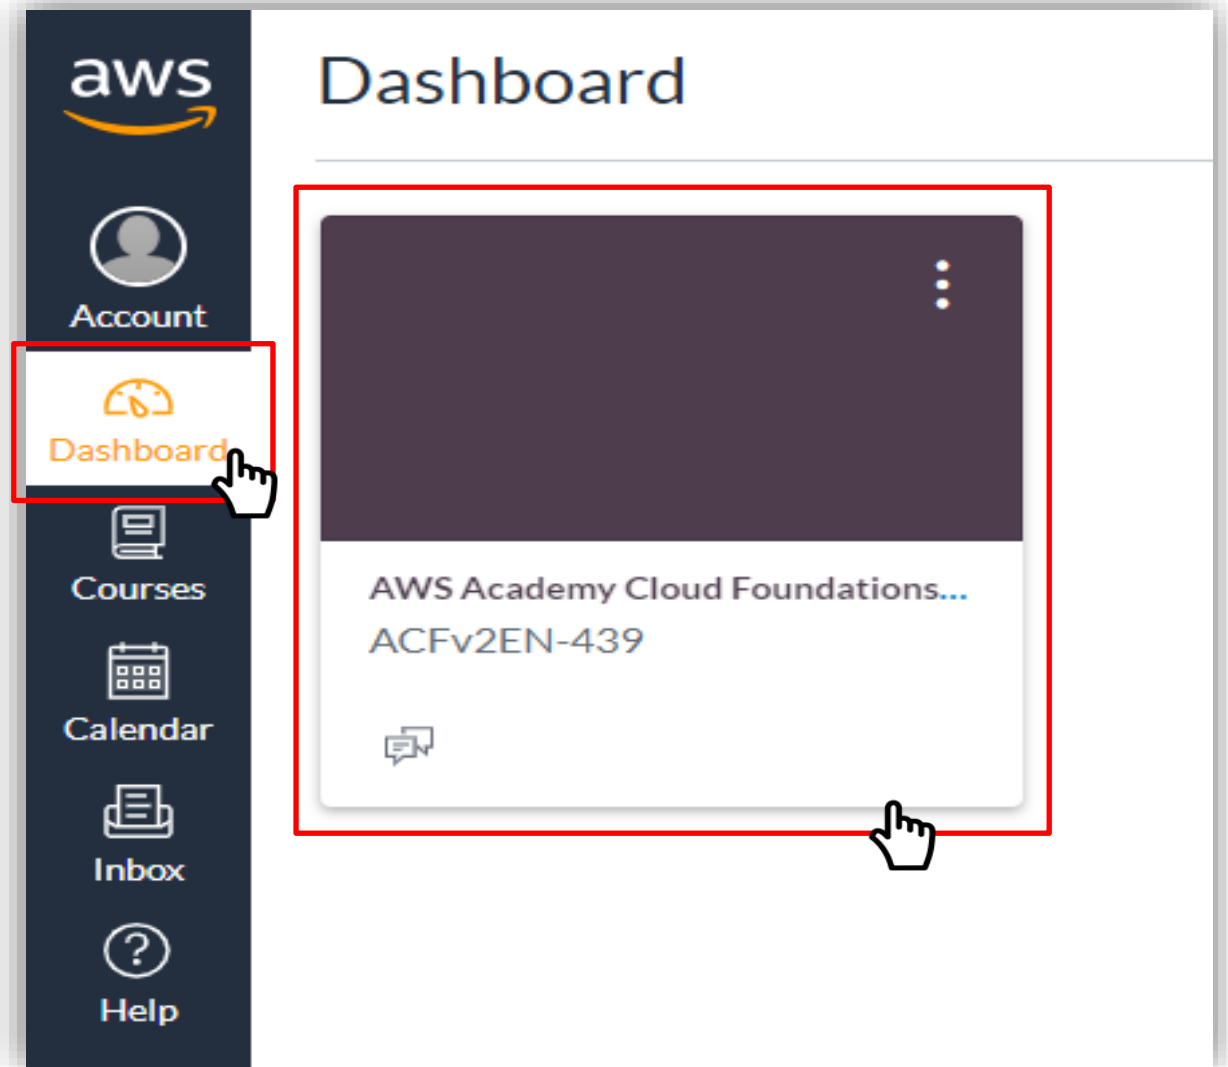 aws
Dashboard
Account
Dashboard
Courses
Calendar
Inbox
Help
AWS Academy Cloud Foundations...
ACFv2EN-439